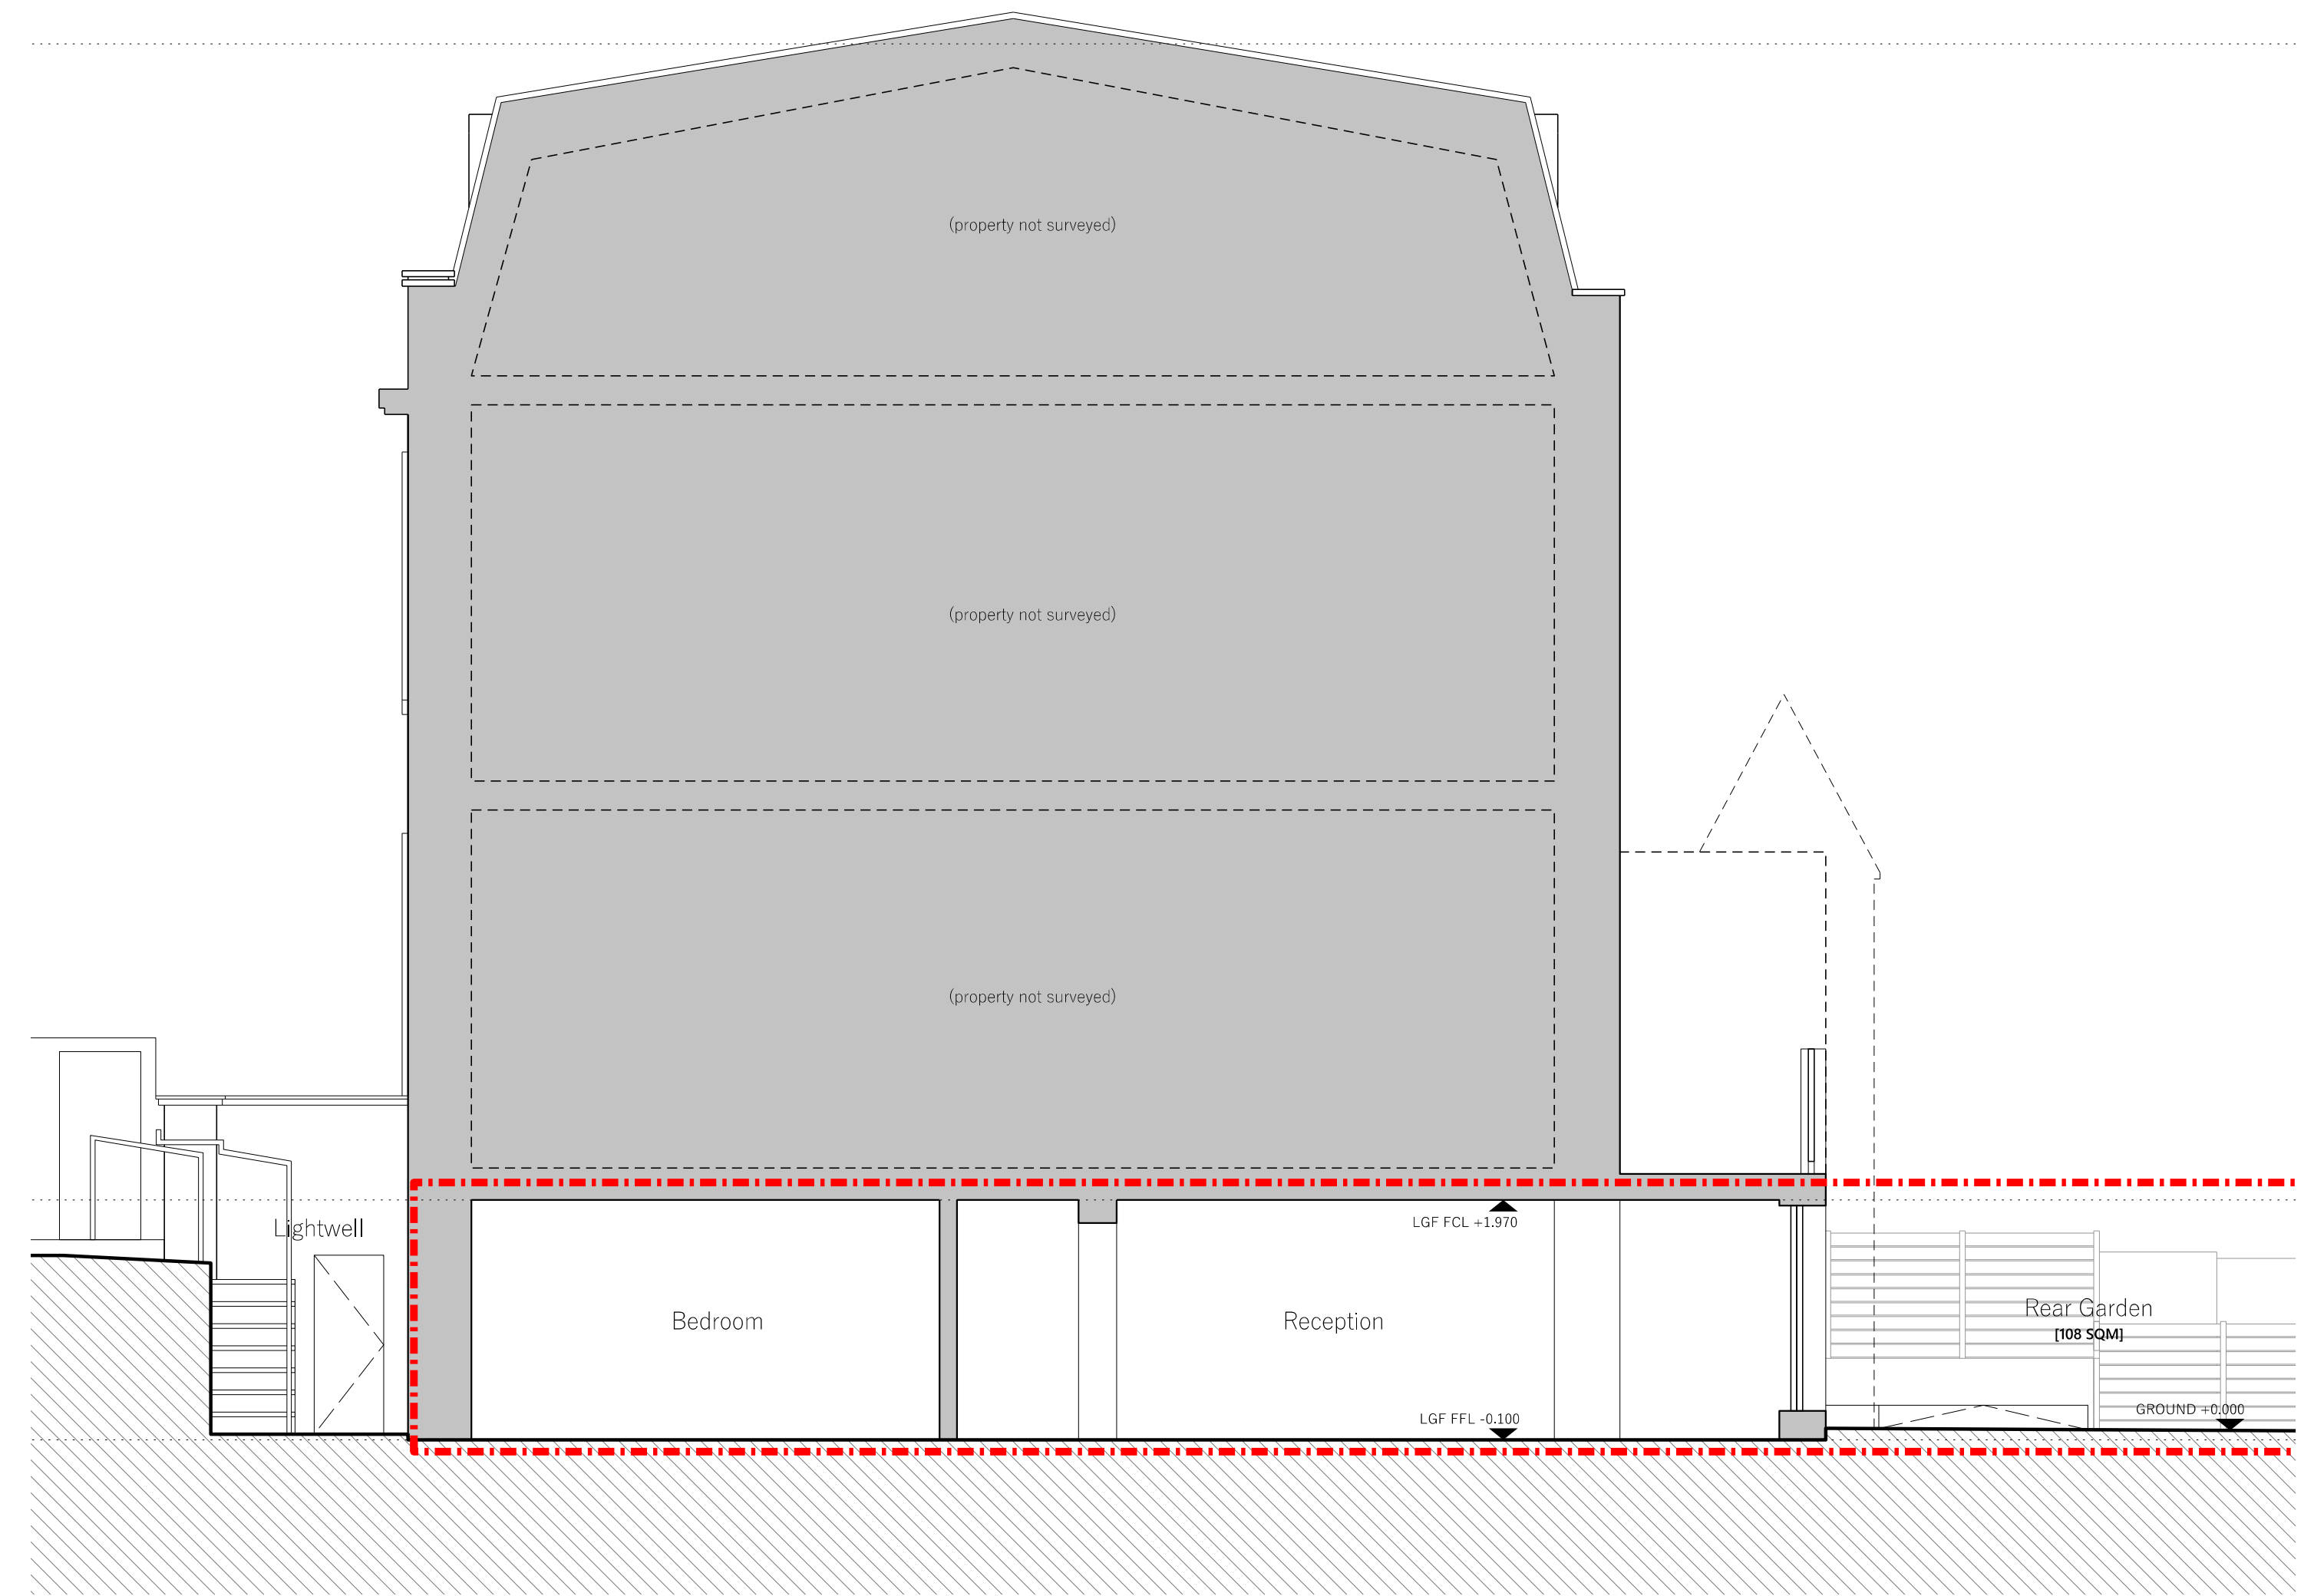 (property not surveyed)
(property not surveyed)
(property not surveyed)
Lightwell
LGF FCL +1.970
Bedroom
Reception
Rear Garden
[108 SQM]
GROUND +0.000
LGF FFL -0.100